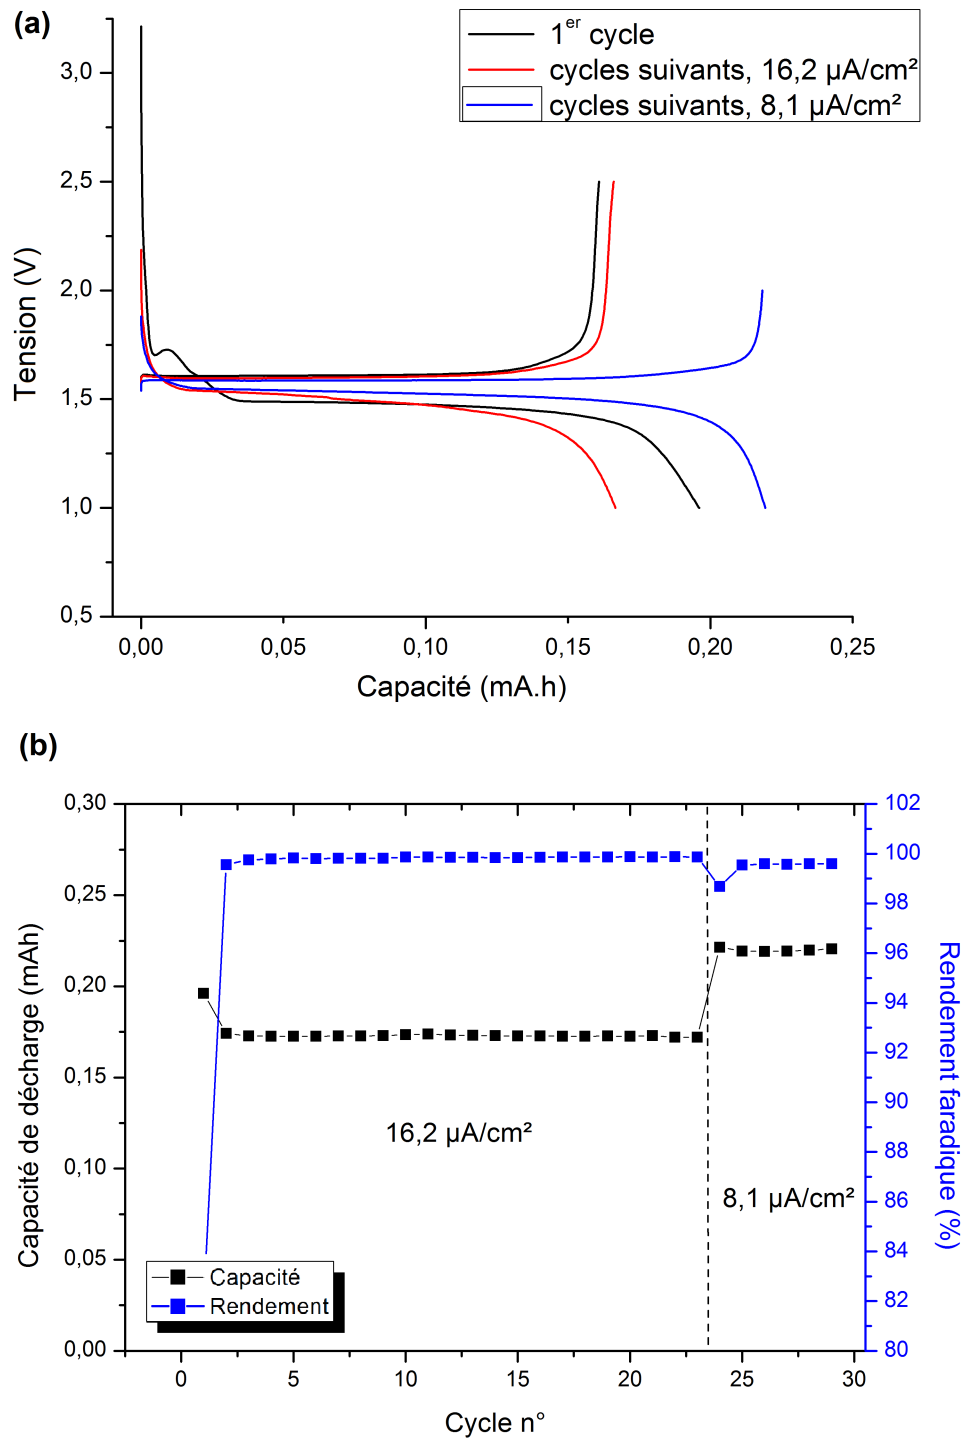 (a)
1er cycle
cycles suivants, 16,2 µA/cm²
cycles suivants, 8,1 µA/cm²
3,0
2,5
2,0
1,5
1,0
0,5
Tension (V)
0,00 0,05 0,10 0,15 0,20 0,25
Capacité (mA.h)
(b)
0,30
0,25
0,20
0,15
0,10
0,05
0,00
Capacité de décharge (mAh)
102
100
98
96
94
92
90
88
86
84
82
80
Rendement faradique (%)
16,2 µA/cm²
8,1 µA/cm²
Capacité
Rendement
0 5 10 15 20 25 30
Cycle n°